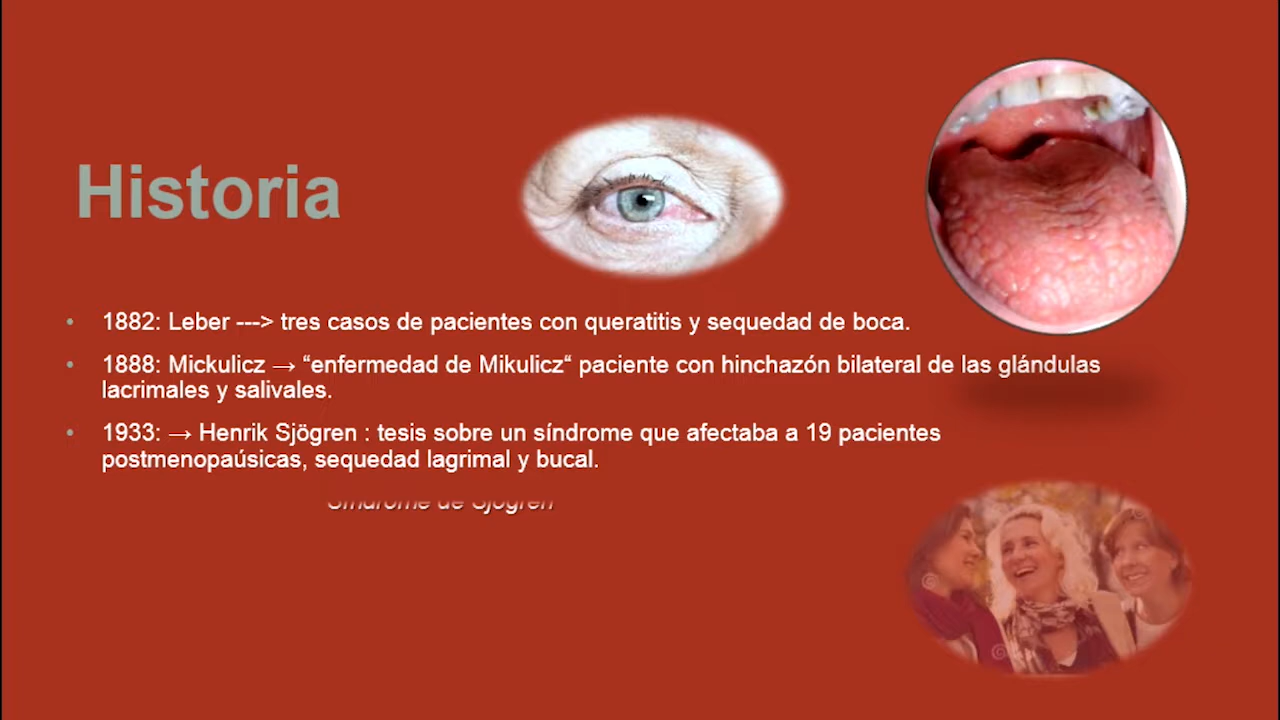 Historia
• 1882: Leber ---> tres casos de pacientes con queratitis y sequedad de boca.
• 1888: Mickulicz → “enfermedad de Mikulicz“ paciente con hinchazón bilateral de las glándulas
lacrimales y salivales.
• 1933: → Henrik Sjögren : tesis sobre un síndrome que afectaba a 19 pacientes
postmenopaúsicas, sequedad lagrimal y bucal.
Síndrome de Sjögren